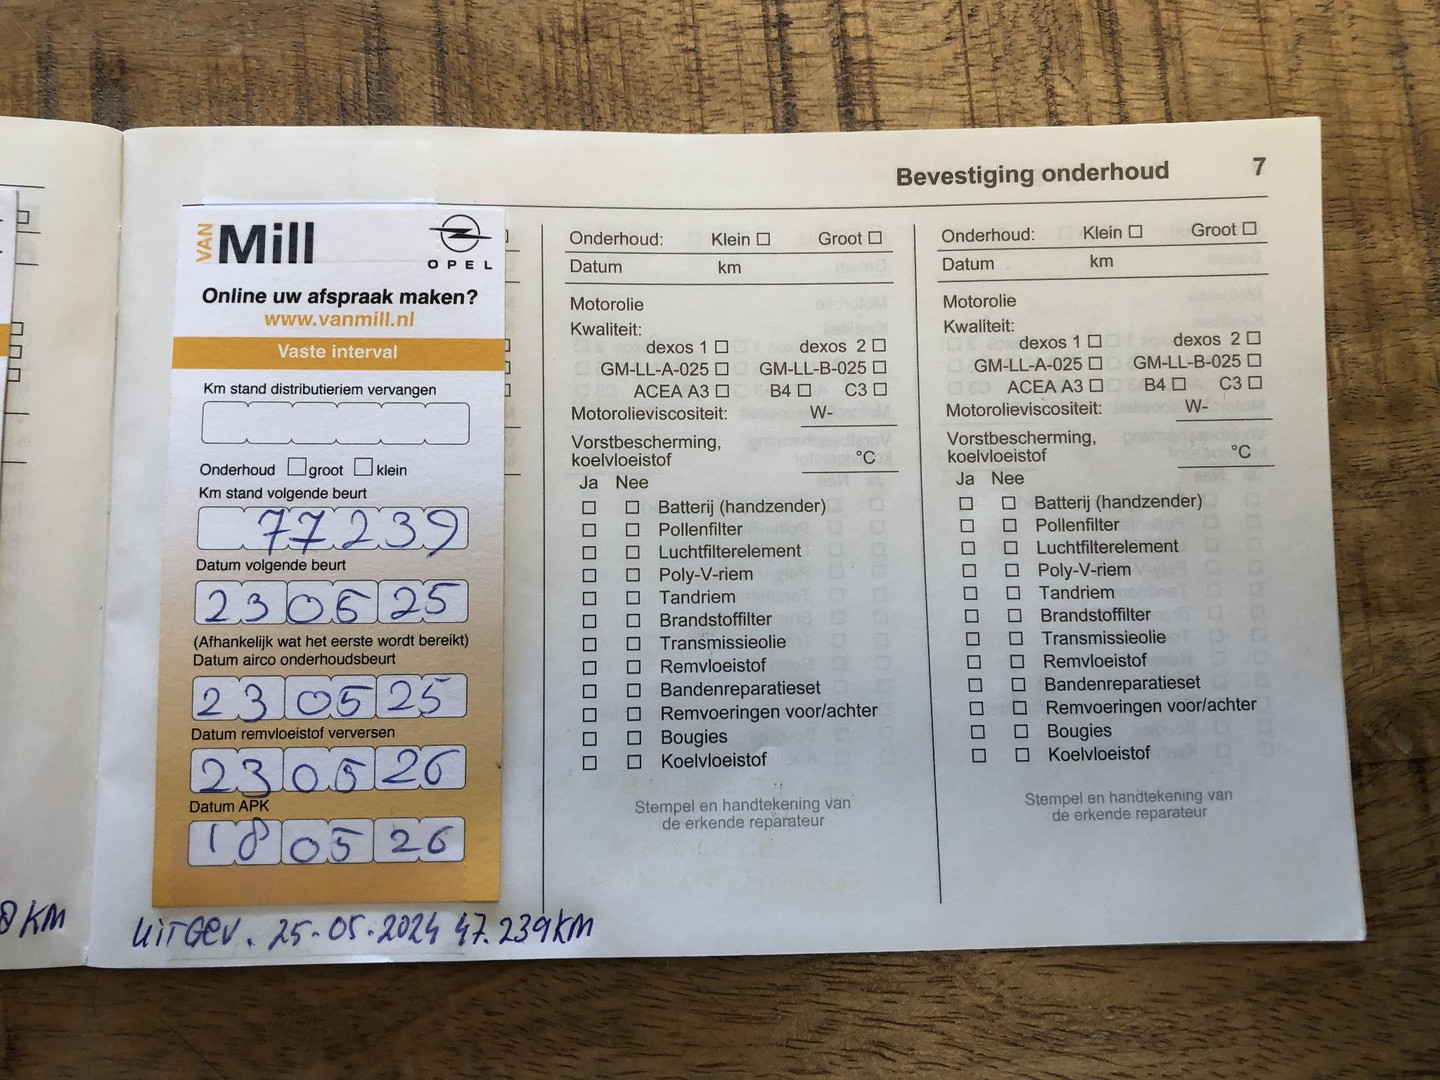 Bevestiging onderhoud 7
VAN Mill
OPEL
Online uw afspraak maken?
www.vanmill.nl
Vaste interval
Km stand distributieriem vervangen
Onderhoud groot klein
Km stand volgende beurt
77239
Datum volgende beurt
23 05 25
(Afhankelijk wat het eerste wordt bereikt)
Datum airco onderhoudsbeurt
23 05 25
Datum remvloeistof verversen
23 05 26
Datum APK
18 05 26
KM
UITGEV. 25-05-2024 47.239KM
Onderhoud: Klein Groot
Datum km
Motorolie
Kwaliteit:
dexos 1 dexos 2
GM-LL-A-025 GM-LL-B-025
ACEA A3 B4 C3
Motorolieviscositeit: W-
Vorstbescherming,
koelvloeistof °C
Ja Nee
Batterij (handzender)
Pollenfilter
Luchtfilterelement
Poly-V-riem
Tandriem
Brandstoffilter
Transmissieolie
Remvloeistof
Bandenreparatieset
Remvoeringen voor/achter
Bougies
Koelvloeistof
Stempel en handtekening van
de erkende reparateur
Onderhoud: Klein Groot
Datum km
Motorolie
Kwaliteit:
dexos 1 dexos 2
GM-LL-A-025 GM-LL-B-025
ACEA A3 B4 C3
Motorolieviscositeit: W-
Vorstbescherming,
koelvloeistof °C
Ja Nee
Batterij (handzender)
Pollenfilter
Luchtfilterelement
Poly-V-riem
Tandriem
Brandstoffilter
Transmissieolie
Remvloeistof
Bandenreparatieset
Remvoeringen voor/achter
Bougies
Koelvloeistof
Stempel en handtekening van
de erkende reparateur